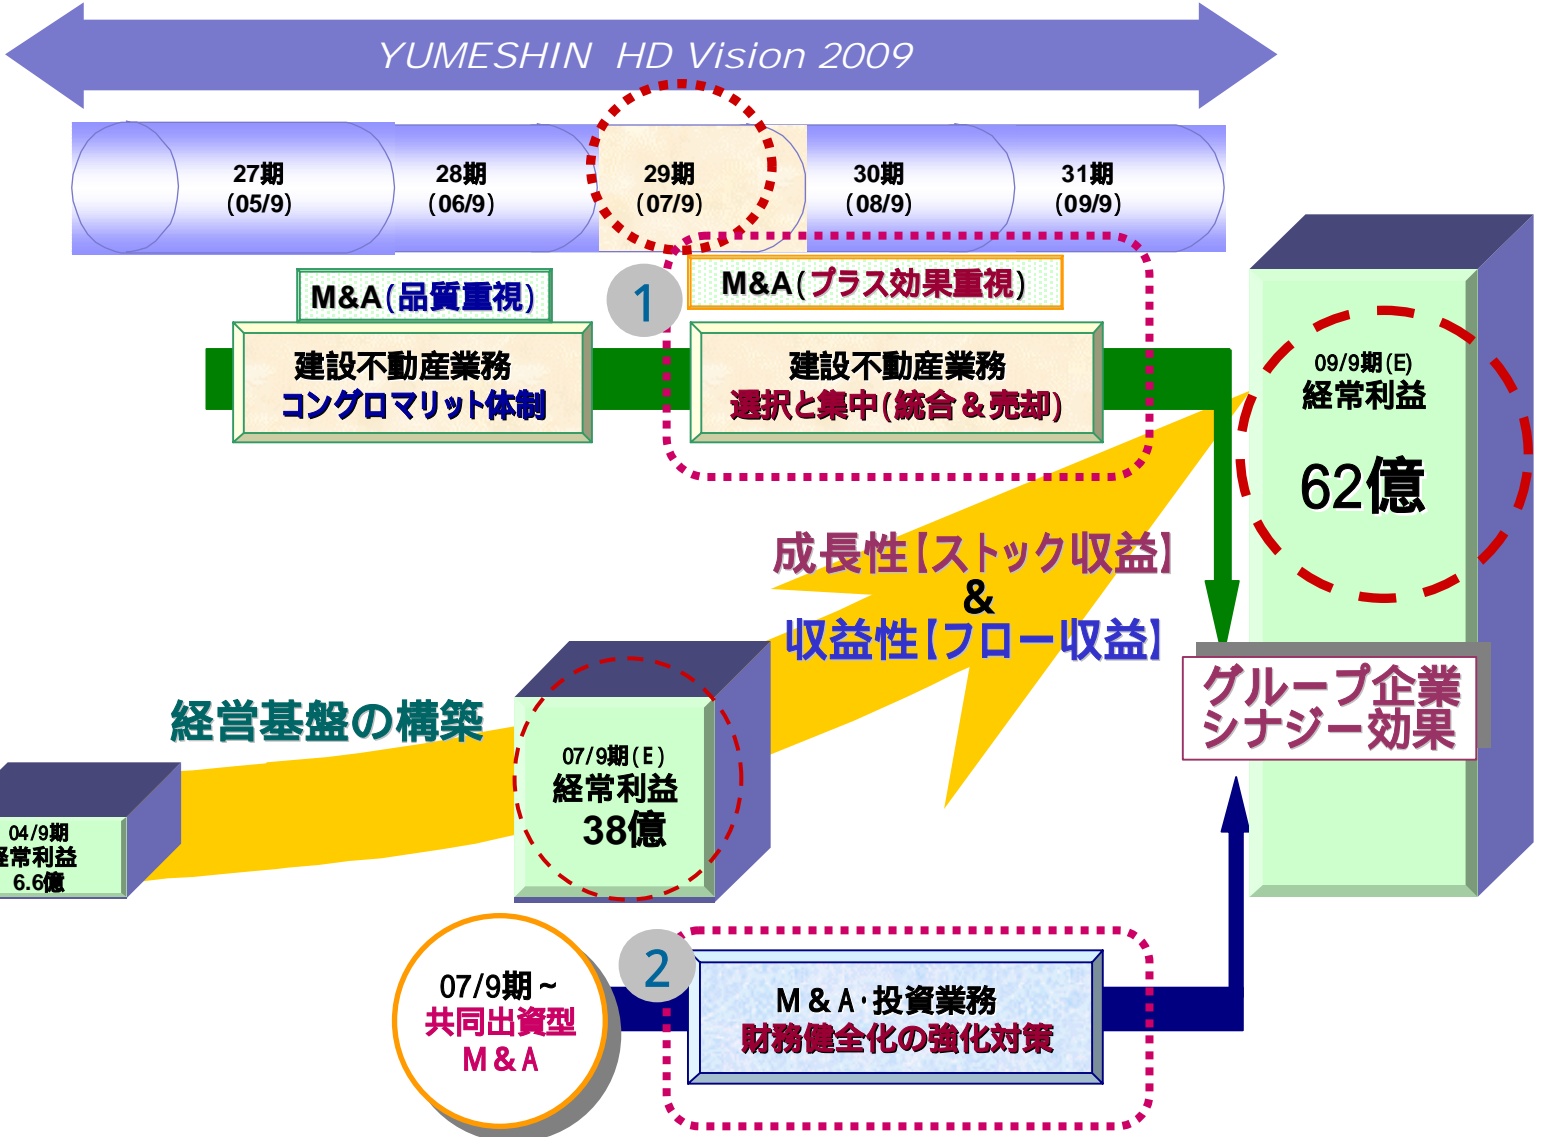 YUMESHIN HD Vision 2009
27期
(05/9)
28期
(06/9)
29期
(07/9)
30期
(08/9)
31期
(09/9)
M&A(品質重視)
1
M&A(プラス効果重視)
建設不動産業務
コングロマリット体制
建設不動産業務
選択と集中(統合&売却)
09/9期(E)
経常利益
62億
成長性【ストック収益】
&
収益性【フロー収益】
グループ企業
シナジー効果
経営基盤の構築
07/9期(E)
経常利益
38億
04/9期
経常利益
6.6億
07/9期~
共同出資型
M&A
2
M&A・投資業務
財務健全化の強化対策